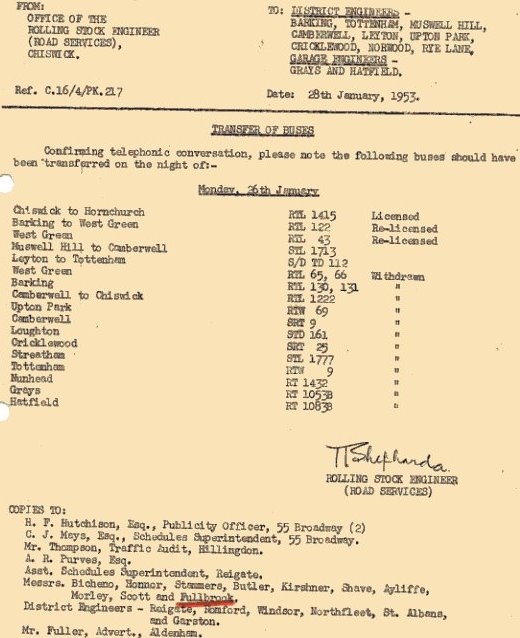 FROM:
OFFICE OF THE
ROLLING STOCK ENGINEER
(ROAD SERVICES),
CHISWICK.
TO: DISTRICT ENGINEERS -
BARKING, TOTTENHAM, MUSWELL HILL,
CAMBERWELL, LEYTON, UPTON PARK,
CRICKLEWOOD, NORWOOD, RYE LANE,
GARAGE ENGINEERS -
GRAYS AND HATFIELD.
Ref. C.16/4/PK.217
Date: 28th January, 1953.
TRANSFER OF BUSES
Confirming telephonic conversation, please note the following buses should have
been transferred on the night of:-
Monday, 26th January
Chiswick to Hornchurch RTL 1415 Licensed
Barking to West Green RTL 122 Re-licensed
West Green RTL 43 Re-licensed
Muswell Hill to Camberwell STL 1713
Leyton to Tottenham S/D TD 112
West Green RTL 65, 66 Withdrawn
Barking RTL 130, 131 "
Camberwell to Chiswick RTL 1222 "
Upton Park RTW 69 "
Camberwell SRT 9 "
Loughton STD 161 "
Cricklewood SRT 25 "
Streatham STL 1777 "
Tottenham RTW 9 "
Nunhead RT 1432 "
Grays RT 1053B "
Hatfield RT 1083B "
T Shepharda.
ROLLING STOCK ENGINEER
(ROAD SERVICES)
COPIES TO:
H. F. Hutchison, Esq., Publicity Officer, 55 Broadway (2)
C. J. Mays, Esq., Schedules Superintendent, 55 Broadway.
Mr. Thompson, Traffic Audit, Hillingdon.
A. R. Purves, Esq.
Asst. Schedules Superintendent, Reigate.
Messrs. Bicheno, Honnor, Stammers, Butler, Kirshner, Shave, Ayliffe,
Morley, Scott and Fullbrook.
District Engineers - Reigate, Romford, Windsor, Northfleet, St. Albans,
and Garston.
Mr. Fuller, Advert., Aldenham.